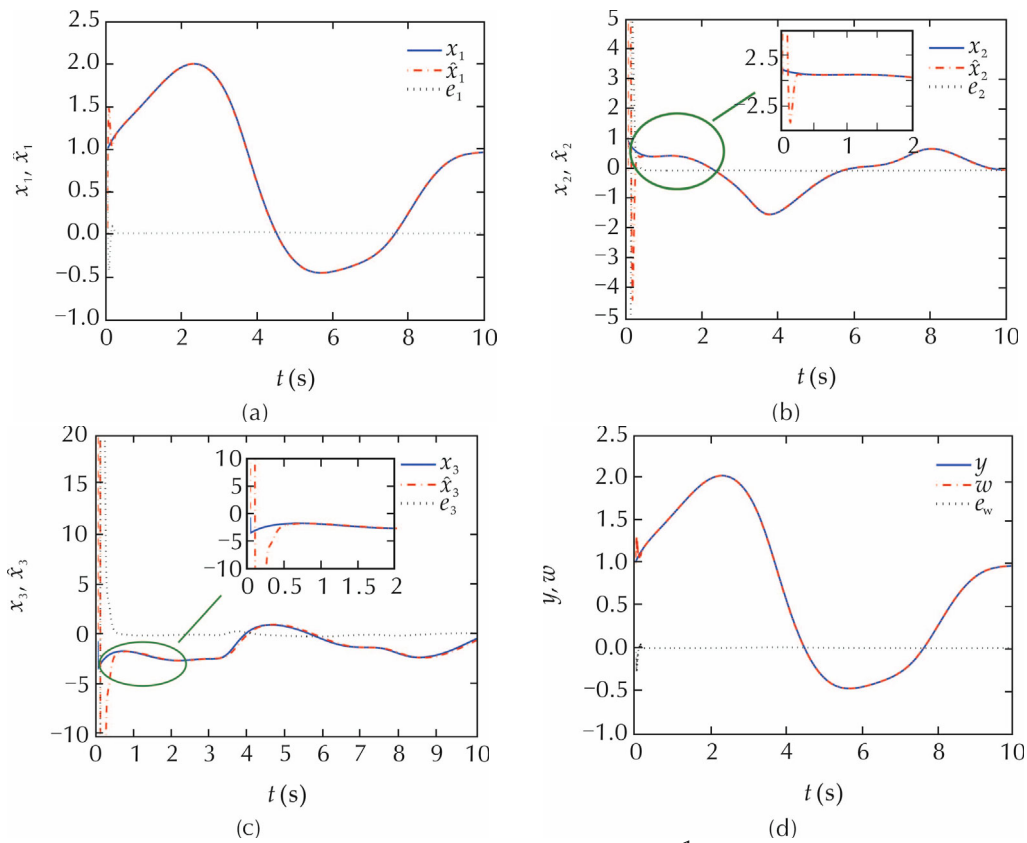 2.5
2.0
1.5
1.0
0.5
0.0
−0.5
−1.0
x1, x̂1
x1
x̂1
e1
0 2 4 6 8 10
t (s)
(a)
5
4
3
2
1
0
−1
−2
−3
−4
−5
x2, x̂2
2.5
−2.5
0 1 2
x2
x̂2
e2
0 2 4 6 8 10
t (s)
(b)
20
15
10
5
0
−5
−10
x3, x̂3
10
5
0
−5
−10
0 0.5 1 1.5 2
x3
x̂3
e3
0 1 2 3 4 5 6 7 8 9 10
t (s)
(c)
2.5
2.0
1.5
1.0
0.5
0.0
−0.5
−1.0
y, w
y
w
ew
0 2 4 6 8 10
t (s)
(d)
1